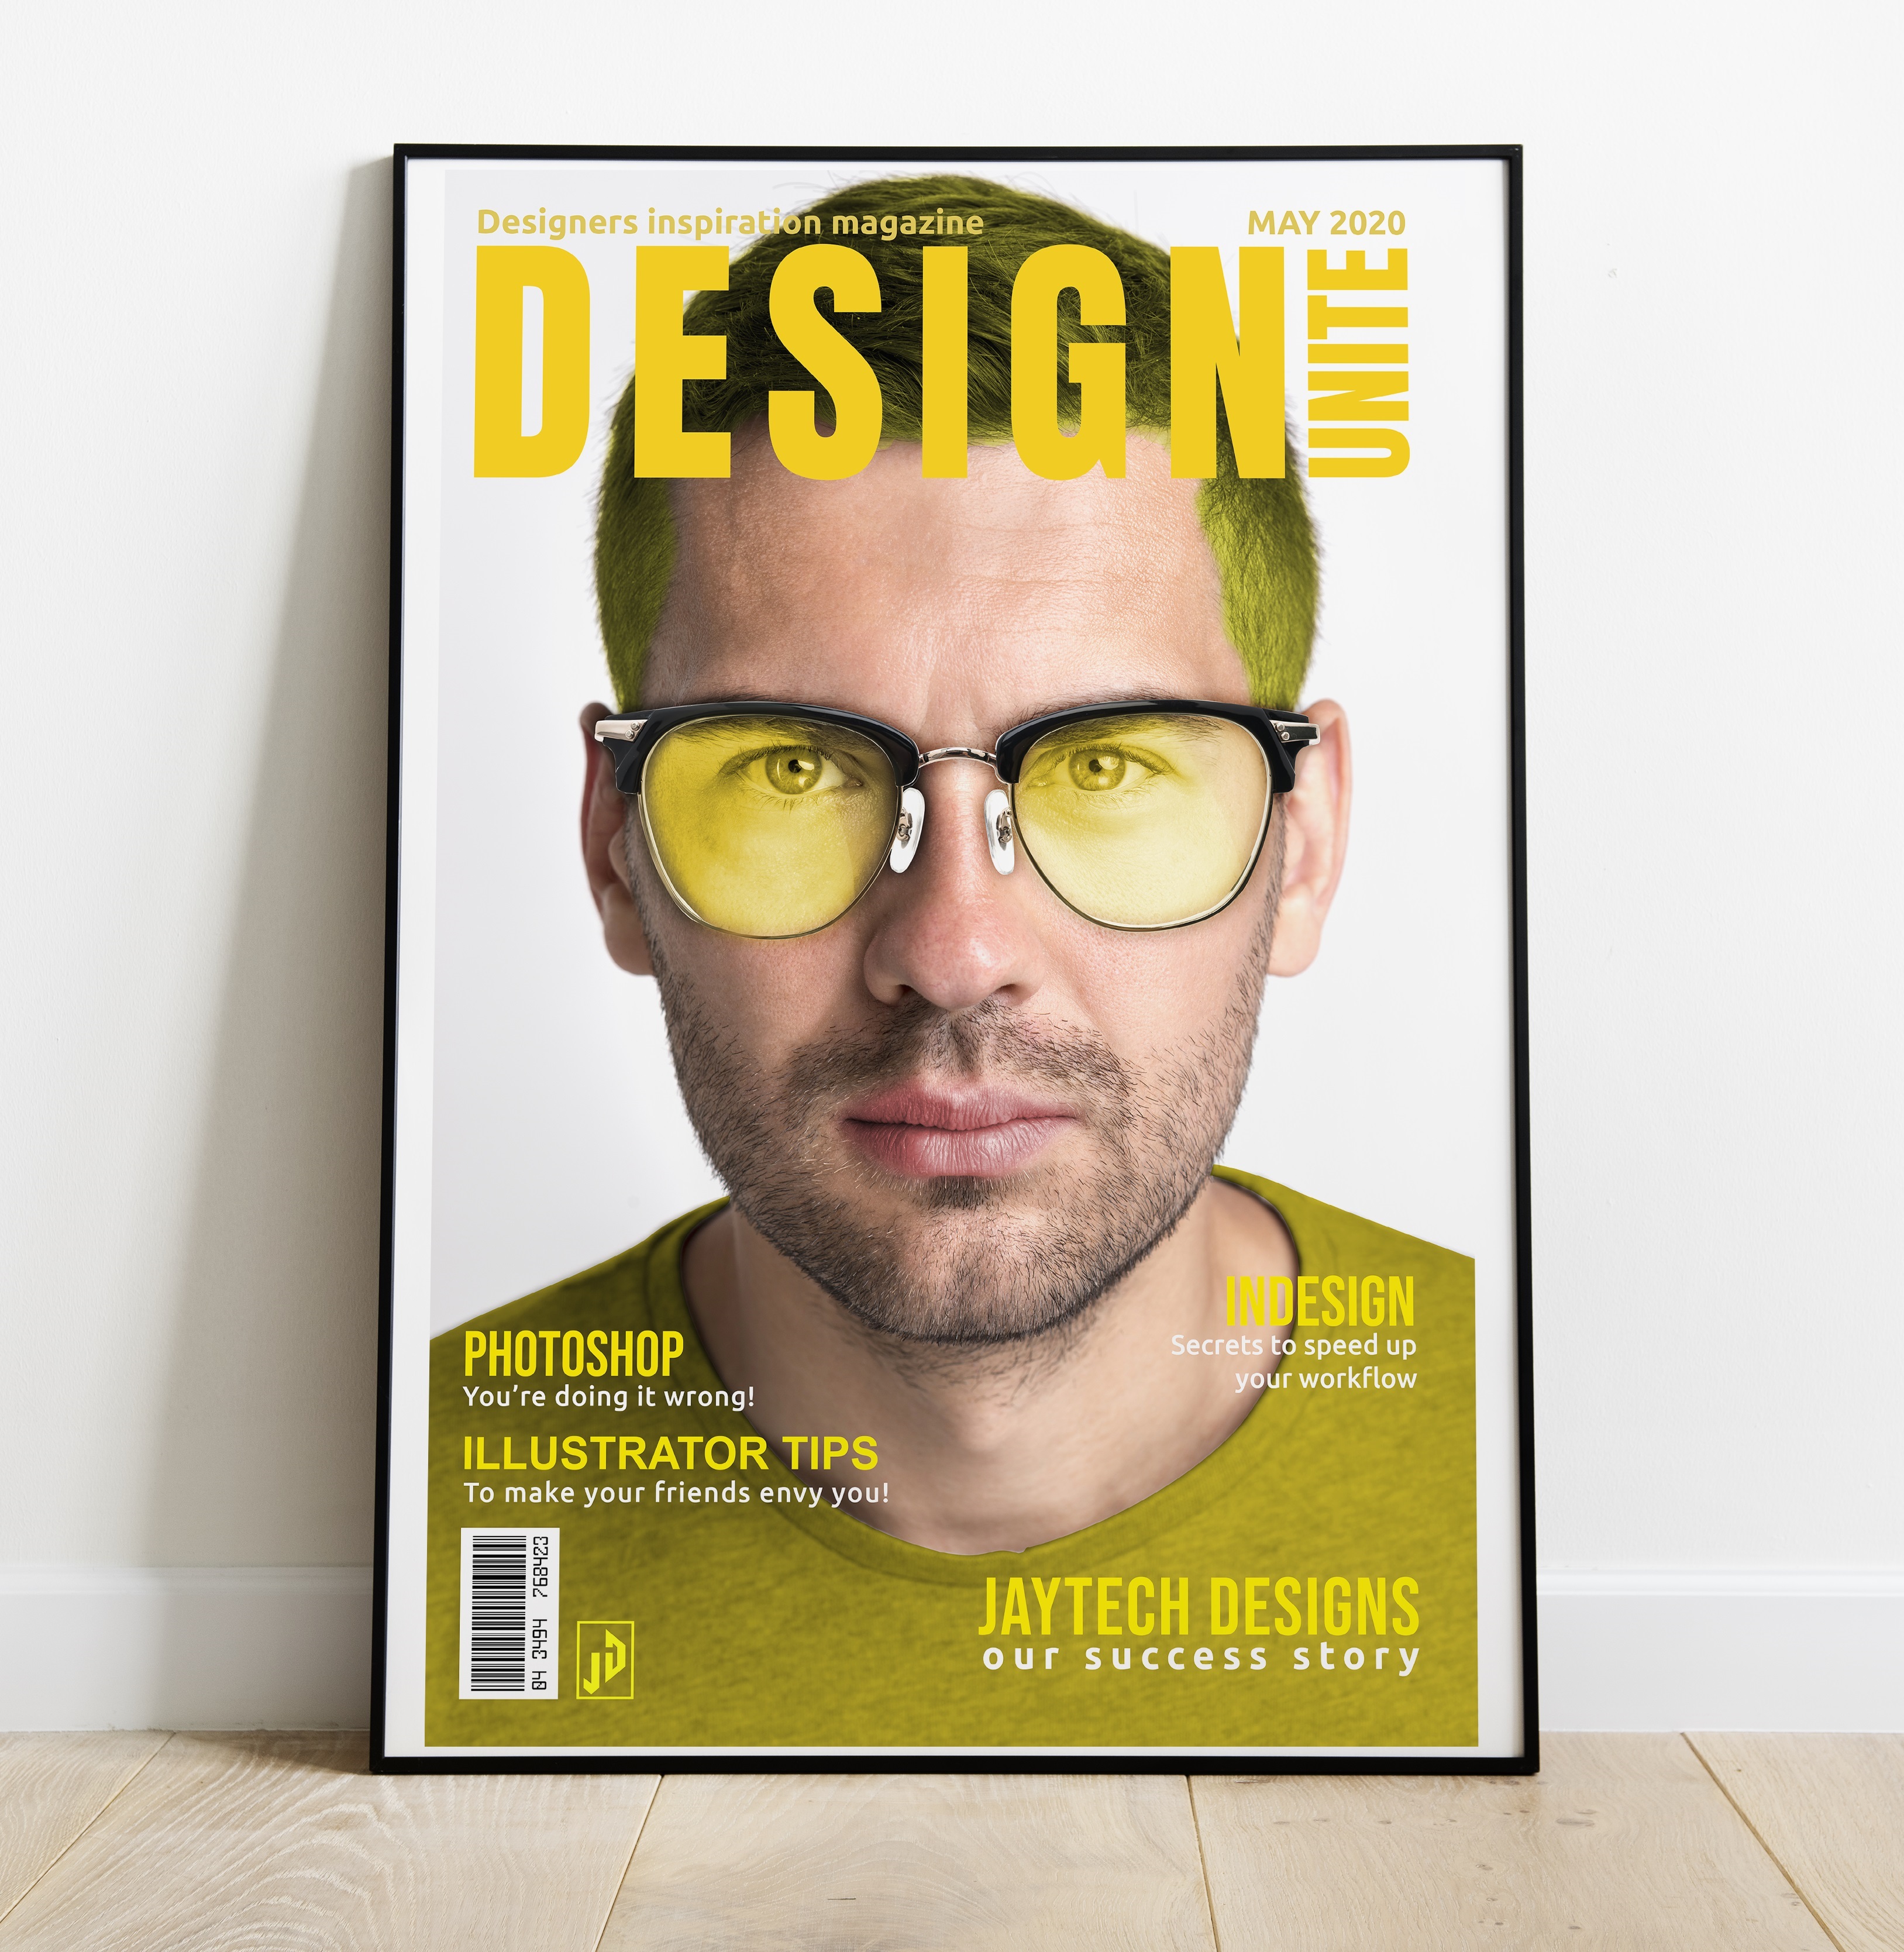 Designers inspiration magazine
MAY 2020
DESIGN
UNITE
INDESIGN
Secrets to speed up
your workflow
PHOTOSHOP
You’re doing it wrong!
ILLUSTRATOR TIPS
To make your friends envy you!
04 3494 768423
JD
JAYTECH DESIGNS
our success story